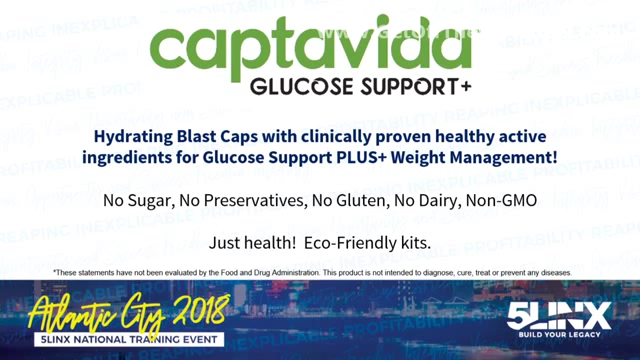 captavida
GLUCOSE SUPPORT+
Hydrating Blast Caps with clinically proven healthy active
ingredients for Glucose Support PLUS+ Weight Management!
No Sugar, No Preservatives, No Gluten, No Dairy, Non-GMO
Just health! Eco-Friendly kits.
*These statements have not been evaluated by the Food and Drug Administration. This product is not intended to diagnose, cure, treat or prevent any diseases.
Atlantic City 2018
5LINX NATIONAL TRAINING EVENT
5LINX
BUILD YOUR LEGACY